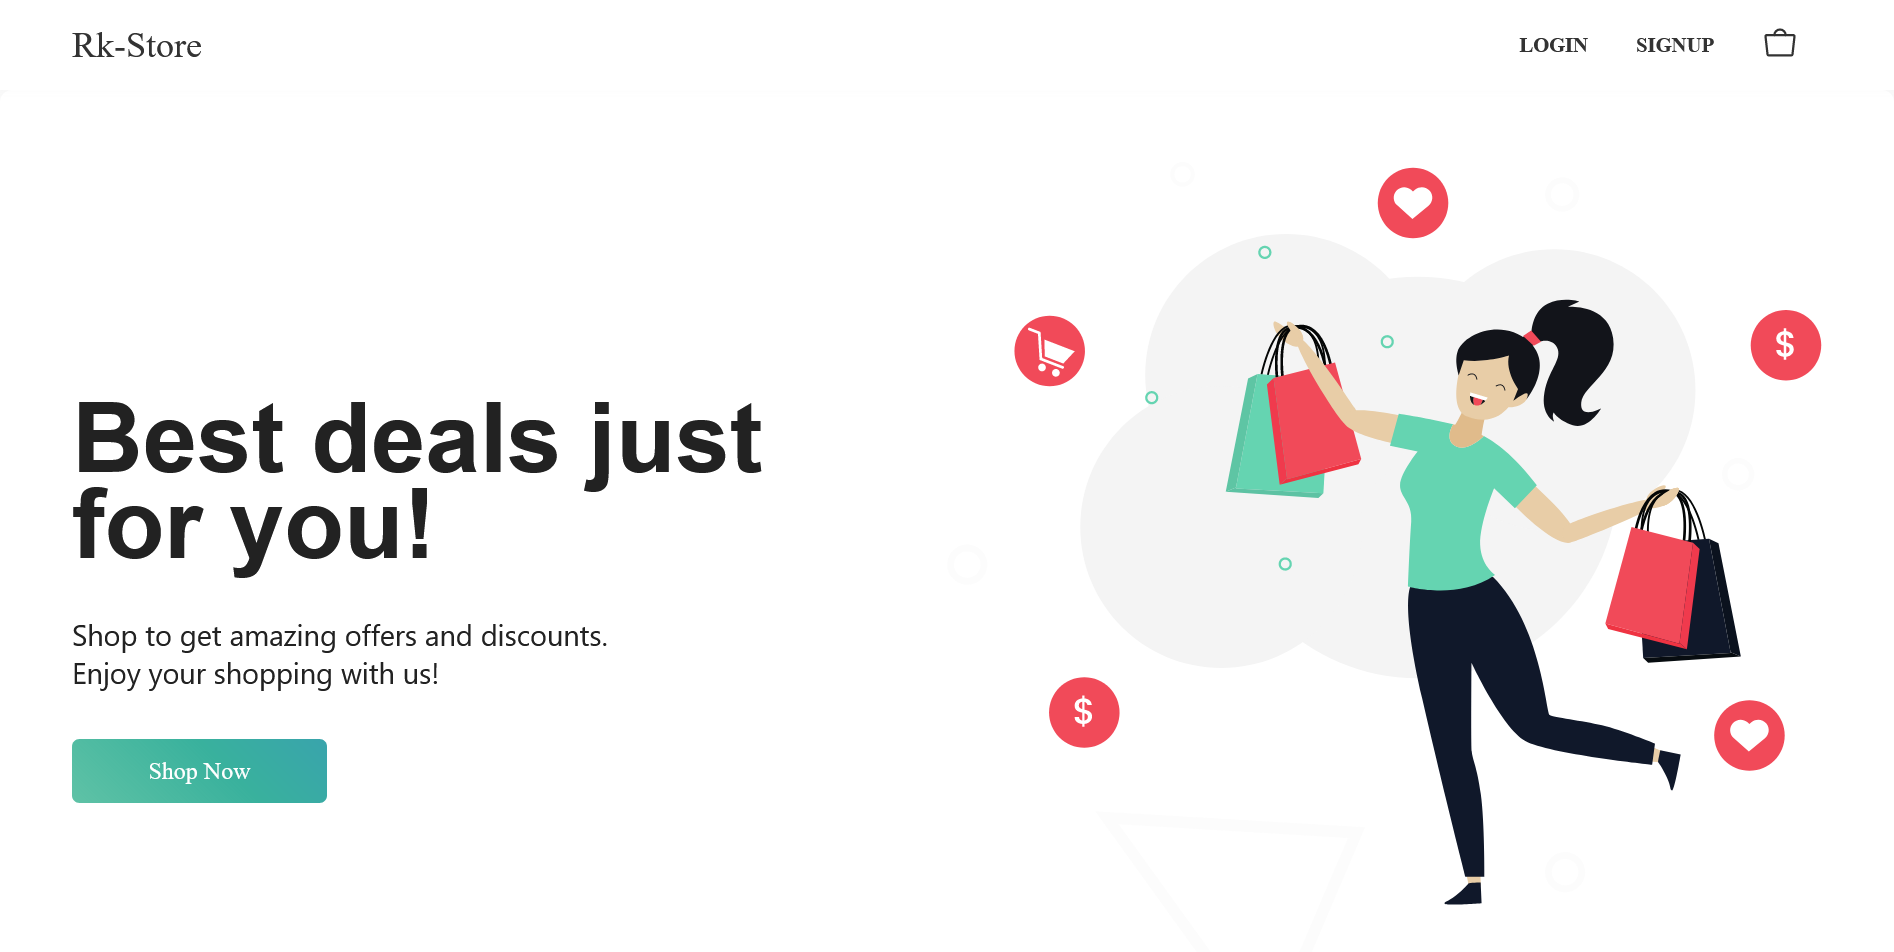 Rk-Store
LOGIN
SIGNUP
Best deals just
for you!
Shop to get amazing offers and discounts.
Enjoy your shopping with us!
Shop Now
$
$